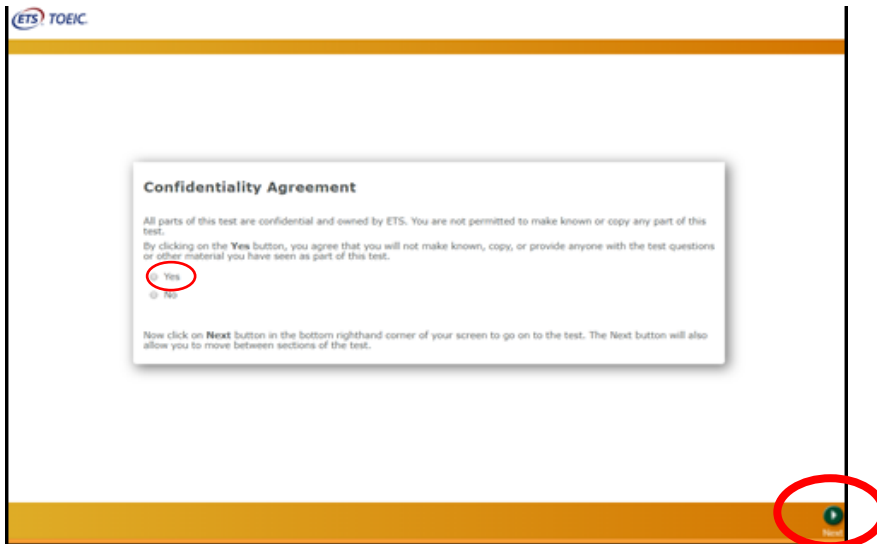 ETS TOEIC
Confidentiality Agreement
All parts of this test are confidential and owned by ETS. You are not permitted to make known or copy any part of this
test.
By clicking on the Yes button, you agree that you will not make known, copy, or provide anyone with the test questions
or other material you have seen as part of this test.
Yes
No
Now click on Next button in the bottom righthand corner of your screen to go on to the test. The Next button will also
allow you to move between sections of the test.
Next